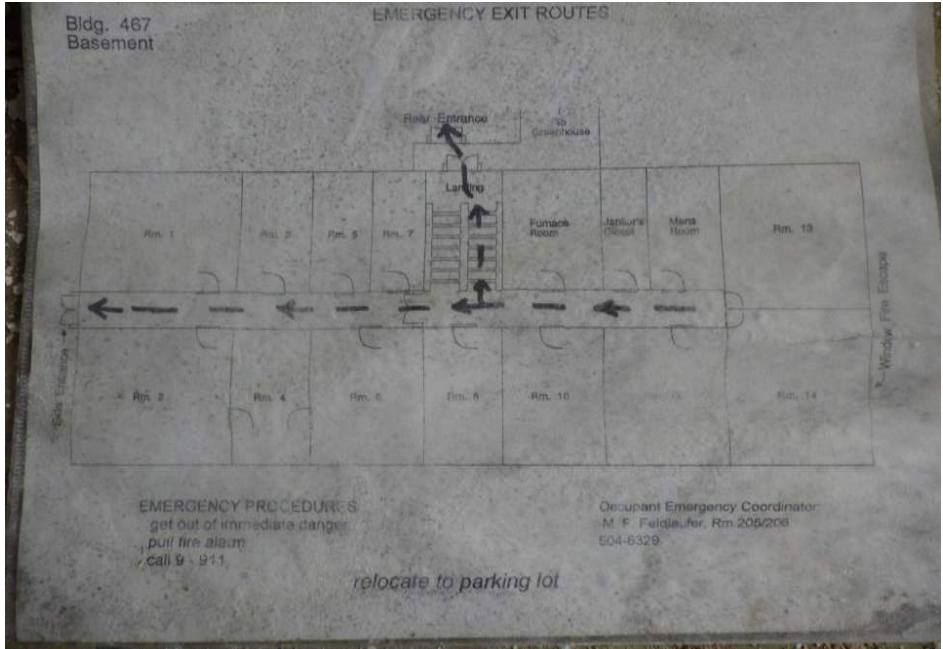 EMERGENCY EXIT ROUTES
Bldg. 467
Basement
Rear Entrance
To
Greenhouse
Landing
Rm. 1
Rm. 5
Rm. 7
Furnace
Room
Janitor's
Closet
Mens
Room
Rm. 13
Side Entrance
Window Fire Escape
Rm. 2
Rm. 4
Rm. 6
Rm. 8
Rm. 10
Rm. 14
EMERGENCY PROCEDURES
get out of immediate danger
pull fire alarm
call 9 - 911
Occupant Emergency Coordinator
M. F. Feldlaufer, Rm 205/206
504-8329
relocate to parking lot